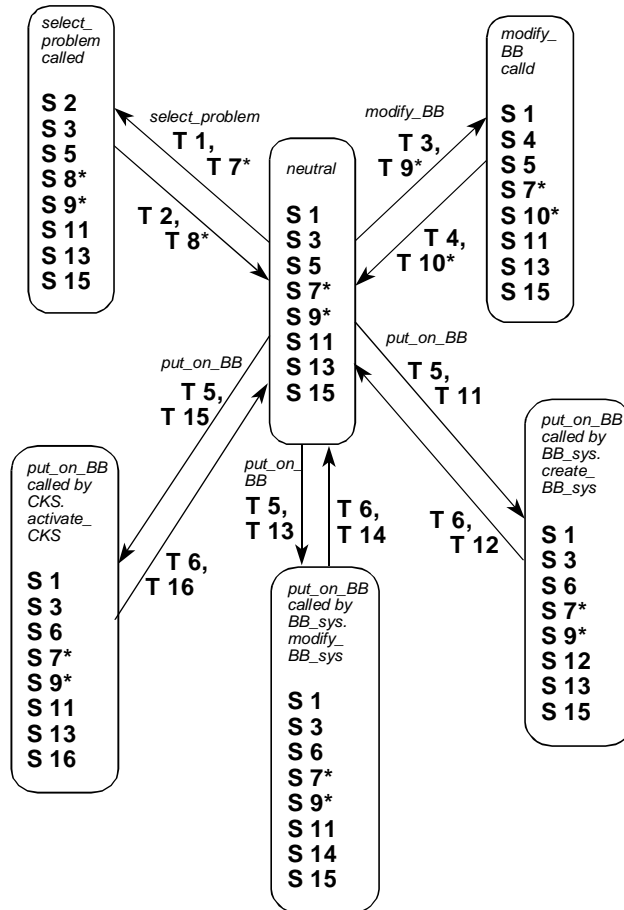 select_
problem
called
S 2
S 3
S 5
S 8*
S 9*
S 11
S 13
S 15
select_problem
T 1,
T 7*
T 2,
T 8*
neutral
S 1
S 3
S 5
S 7*
S 9*
S 11
S 13
S 15
modify_BB
T 3,
T 9*
T 4,
T 10*
modify_
BB
calld
S 1
S 4
S 5
S 7*
S 10*
S 11
S 13
S 15
put_on_BB
T 5,
T 15
T 6,
T 16
put_on_BB
called by
CKS.
activate_
CKS
S 1
S 3
S 6
S 7*
S 9*
S 11
S 13
S 16
put_on_
BB
T 5,
T 13
T 6,
T 14
put_on_BB
called by
BB_sys.
modify_
BB_sys
S 1
S 3
S 6
S 7*
S 9*
S 11
S 14
S 15
put_on_BB
T 5,
T 11
T 6,
T 12
put_on_BB
called by
BB_sys.
create_
BB_sys
S 1
S 3
S 6
S 7*
S 9*
S 12
S 13
S 15